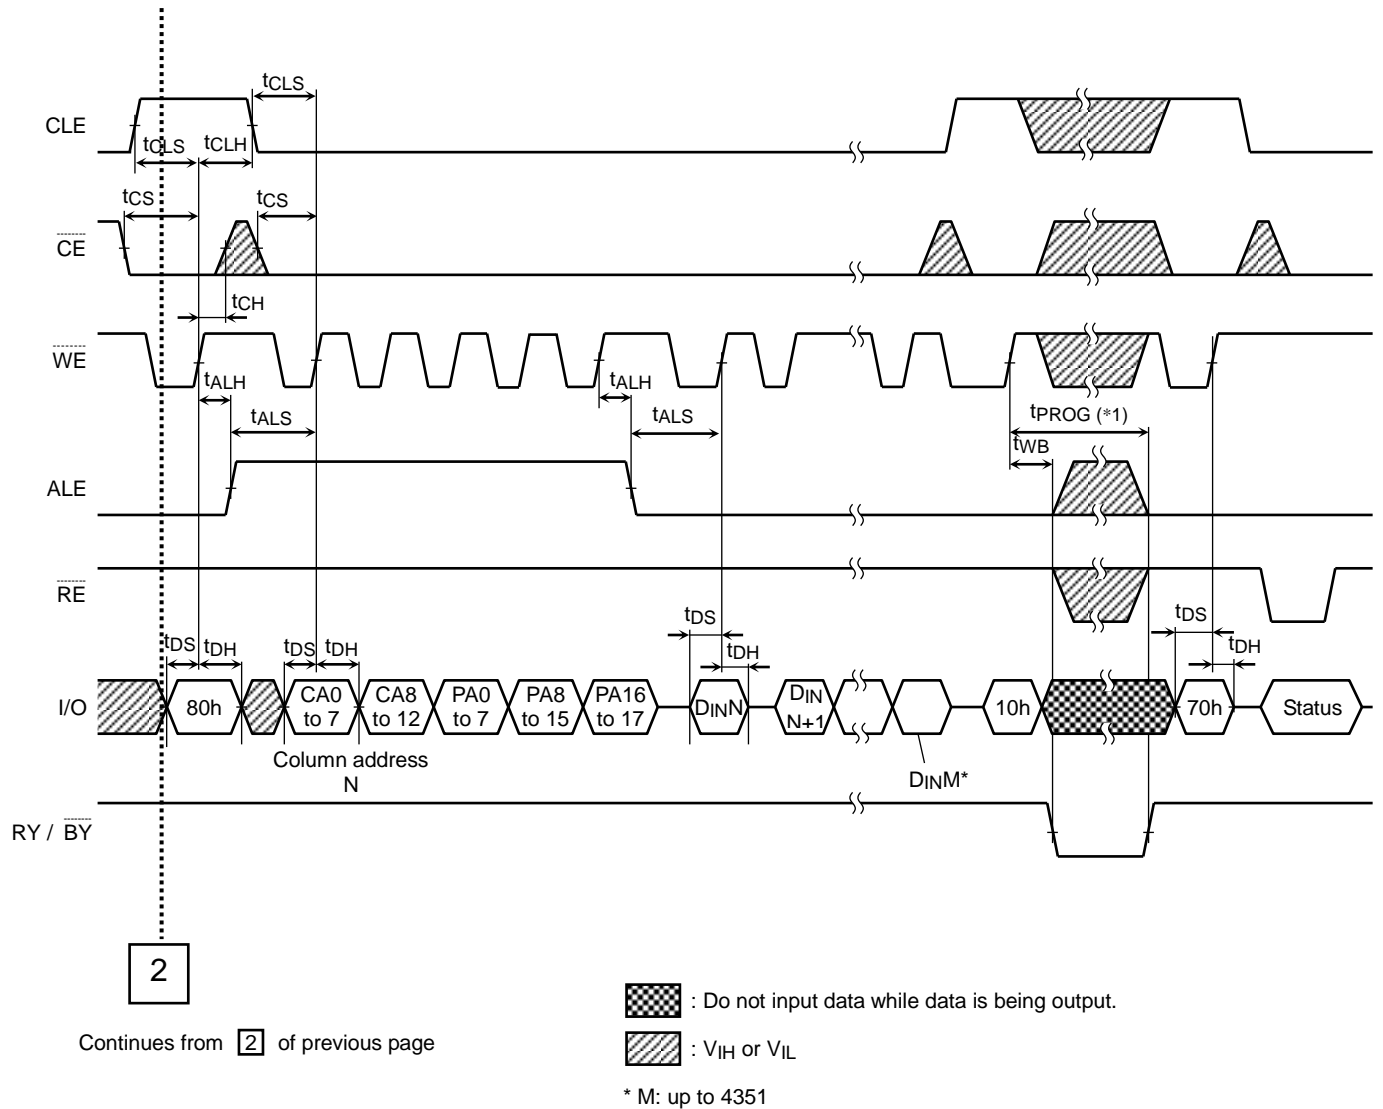 tCLS
CLE
tCLS
tCLH
tCS
tCS
CE
tCH
WE
tALH
tALH
tPROG (*1)
tALS
tALS
tWB
ALE
RE
tDS
tDS
tDS
tDH
tDS
tDH
tDH
tDH
I/O
80h
CA0 to 7
CA8 to 12
PA0 to 7
PA8 to 15
PA16 to 17
DINN
DIN N+1
10h
70h
Status
Column address
N
DINM*
RY / BY
2
: Do not input data while data is being output.
Continues from 2 of previous page
: VIH or VIL
* M: up to 4351